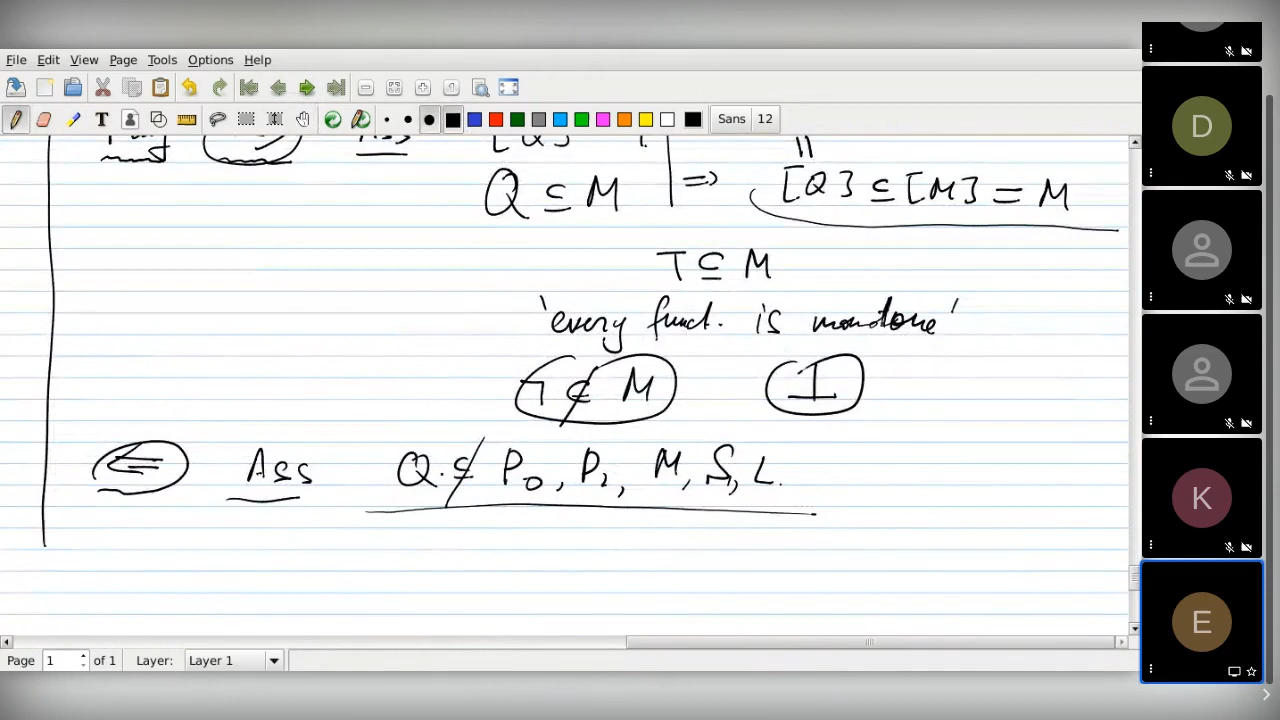 File Edit View Page Tools Options Help
Sans 12
Ass [Q]
Q ⊆ M ⇒ [Q] ⊆ [M] = M
T ⊆ M
'every funct. is monotone'
¬ ⊄ M ⊥
⇐ Ass Q ⊄ P₀, P₁, M, S, L.
Page 1 of 1 Layer: Layer 1
D
K
E